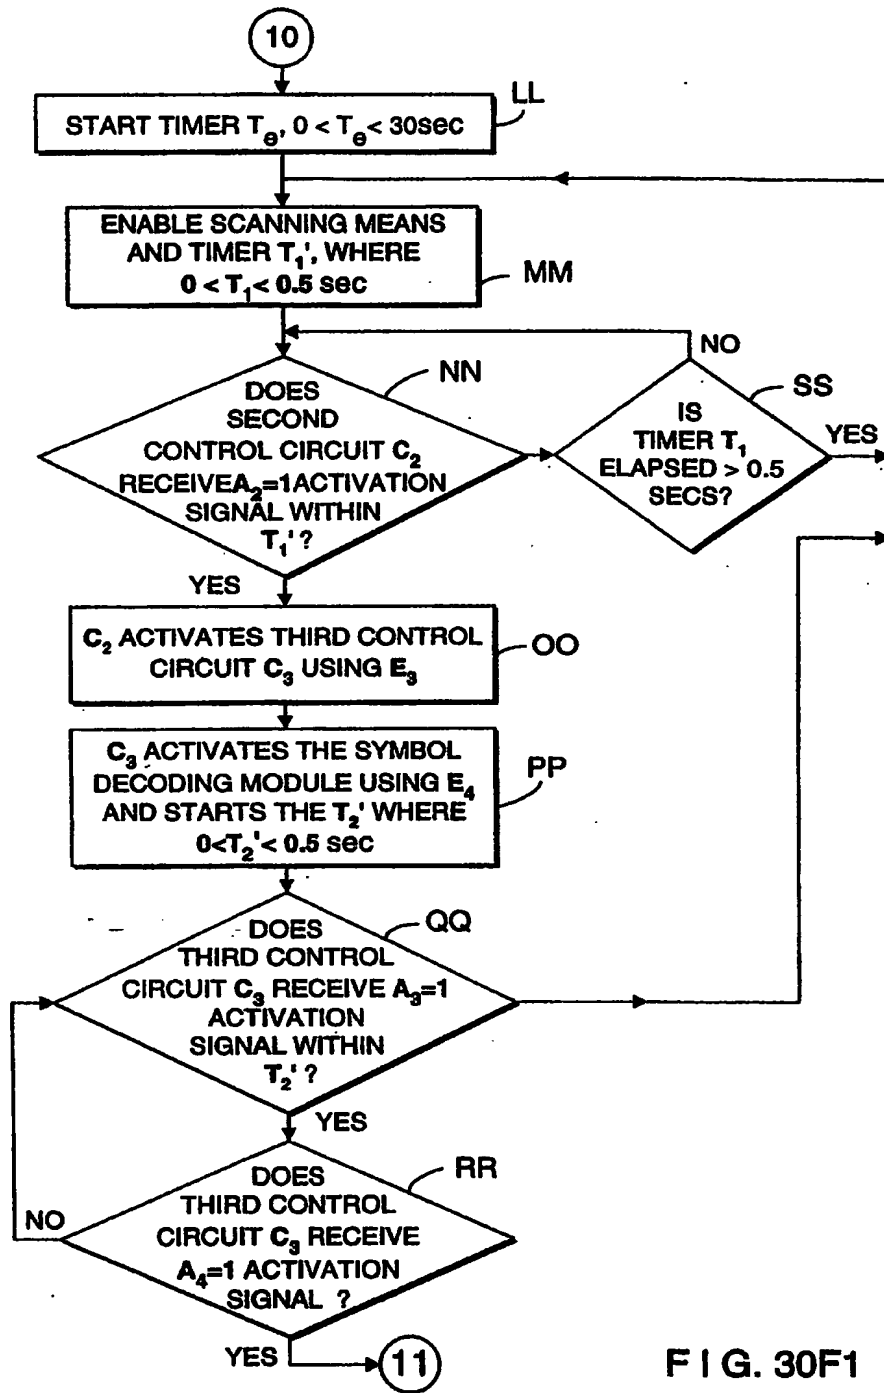 10
LL
START TIMER Tₑ, 0 < Tₑ < 30sec
ENABLE SCANNING MEANS
AND TIMER T₁', WHERE
0 < T₁ < 0.5 sec
MM
NO
NN
SS
DOES
SECOND
CONTROL CIRCUIT C₂
RECEIVE A₂=1 ACTIVATION
SIGNAL WITHIN
T₁' ?
IS
TIMER T₁
ELAPSED > 0.5
SECS?
YES
YES
C₂ ACTIVATES THIRD CONTROL
CIRCUIT C₃ USING E₃
OO
C₃ ACTIVATES THE SYMBOL
DECODING MODULE USING E₄
AND STARTS THE T₂' WHERE
0<T₂'< 0.5 sec
PP
QQ
DOES
THIRD CONTROL
CIRCUIT C₃ RECEIVE A₃=1
ACTIVATION
SIGNAL WITHIN
T₂' ?
YES
RR
DOES
THIRD CONTROL
CIRCUIT C₃ RECEIVE
A₄=1 ACTIVATION
SIGNAL ?
NO
YES
11
FIG. 30F1